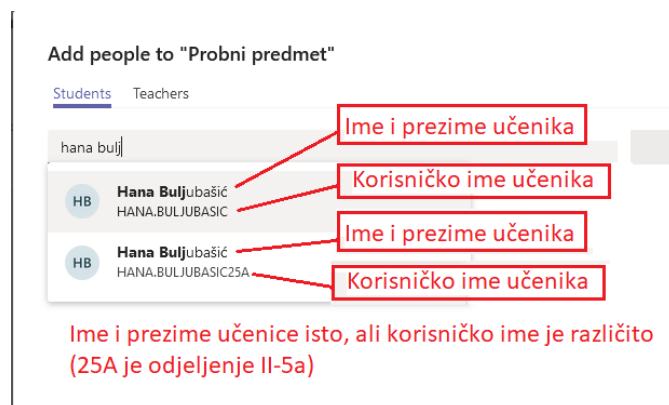 Add people to "Probni predmet"
Students Teachers
Ime i prezime učenika
hana bulj
Korisničko ime učenika
HB Hana Buljubašić
HANA.BULJUBASIC
Ime i prezime učenika
HB Hana Buljubašić
HANA.BULJUBASIC25A
Korisničko ime učenika
Ime i prezime učenice isto, ali korisničko ime je različito
(25A je odjeljenje II-5a)